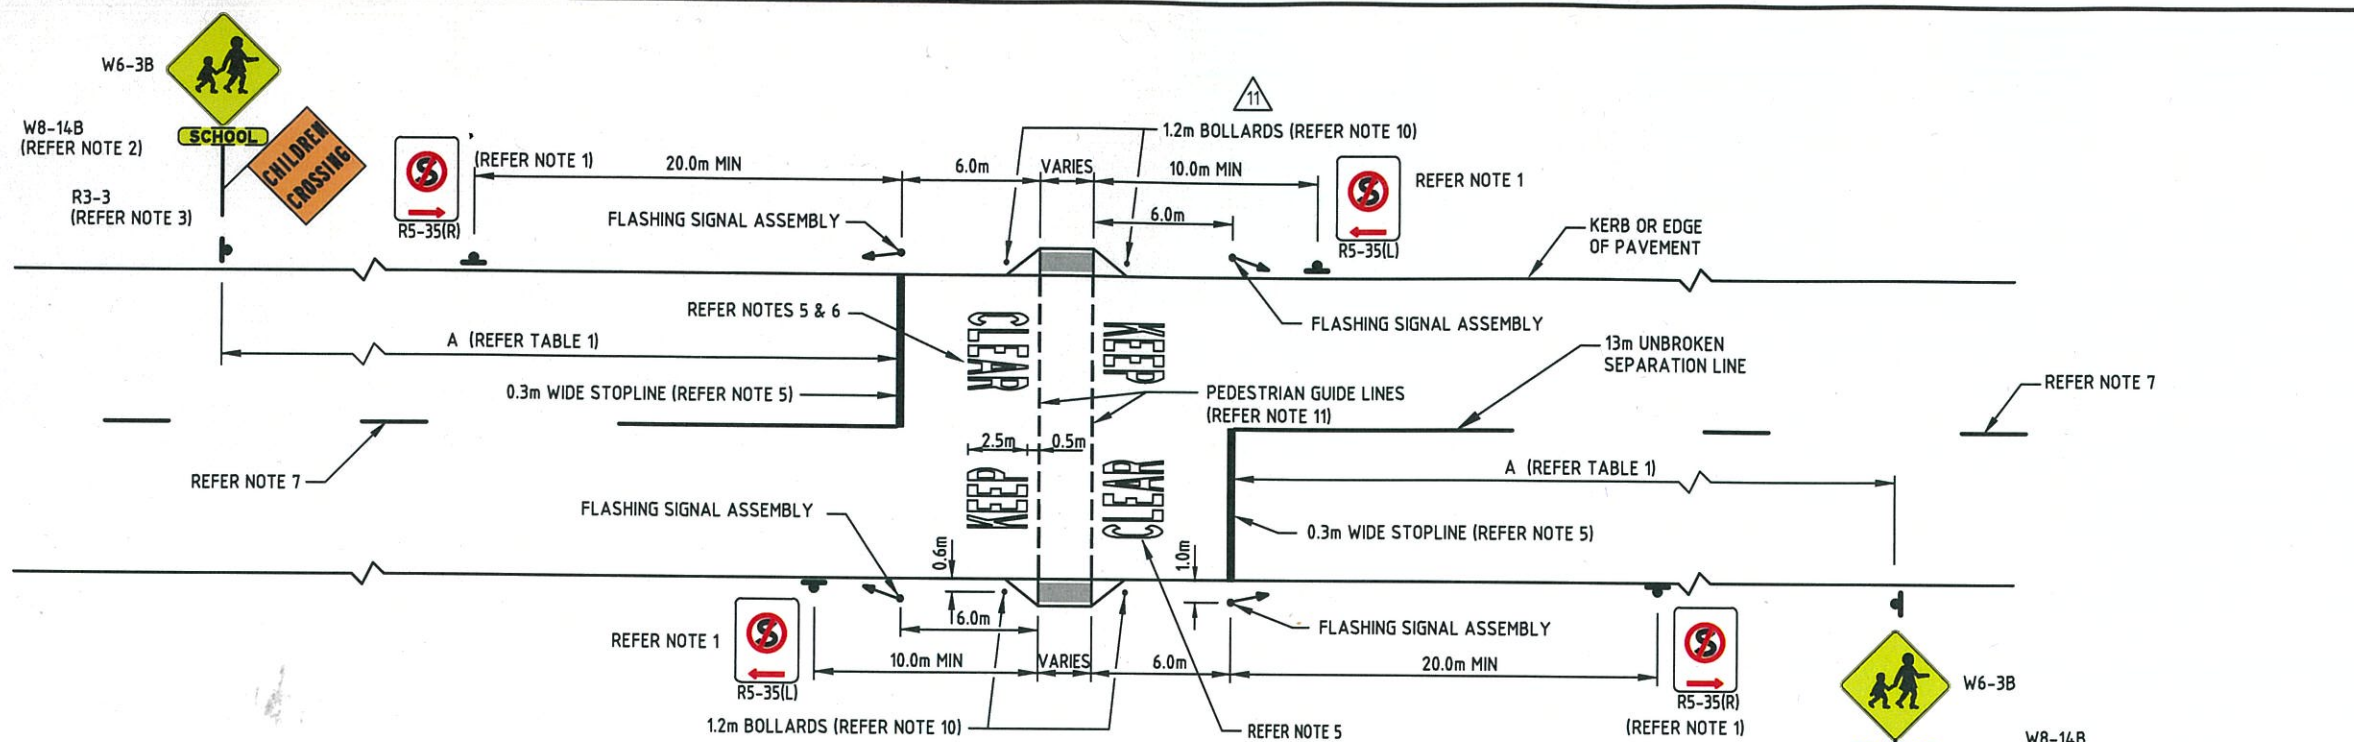 W6-3B
W8-14B
(REFER NOTE 2)
SCHOOL
CHILDREN
CROSSING
R3-3
(REFER NOTE 3)
S
R5-35(R)
(REFER NOTE 1)
20.0m MIN
6.0m
VARIES
10.0m MIN
11
1.2m BOLLARDS (REFER NOTE 10)
S
R5-35(L)
REFER NOTE 1
6.0m
FLASHING SIGNAL ASSEMBLY
KERB OR EDGE
OF PAVEMENT
REFER NOTES 5 & 6
FLASHING SIGNAL ASSEMBLY
A (REFER TABLE 1)
CLEAR
KEEP
13m UNBROKEN
SEPARATION LINE
0.3m WIDE STOPLINE (REFER NOTE 5)
PEDESTRIAN GUIDE LINES
(REFER NOTE 11)
REFER NOTE 7
REFER NOTE 7
2.5m
0.5m
KEEP
CLEAR
A (REFER TABLE 1)
FLASHING SIGNAL ASSEMBLY
0.3m WIDE STOPLINE (REFER NOTE 5)
0.6m
1.0m
6.0m
FLASHING SIGNAL ASSEMBLY
REFER NOTE 1
S
R5-35(L)
10.0m MIN
VARIES
6.0m
20.0m MIN
S
R5-35(R)
(REFER NOTE 1)
W6-3B
1.2m BOLLARDS (REFER NOTE 10)
REFER NOTE 5
W8-14B